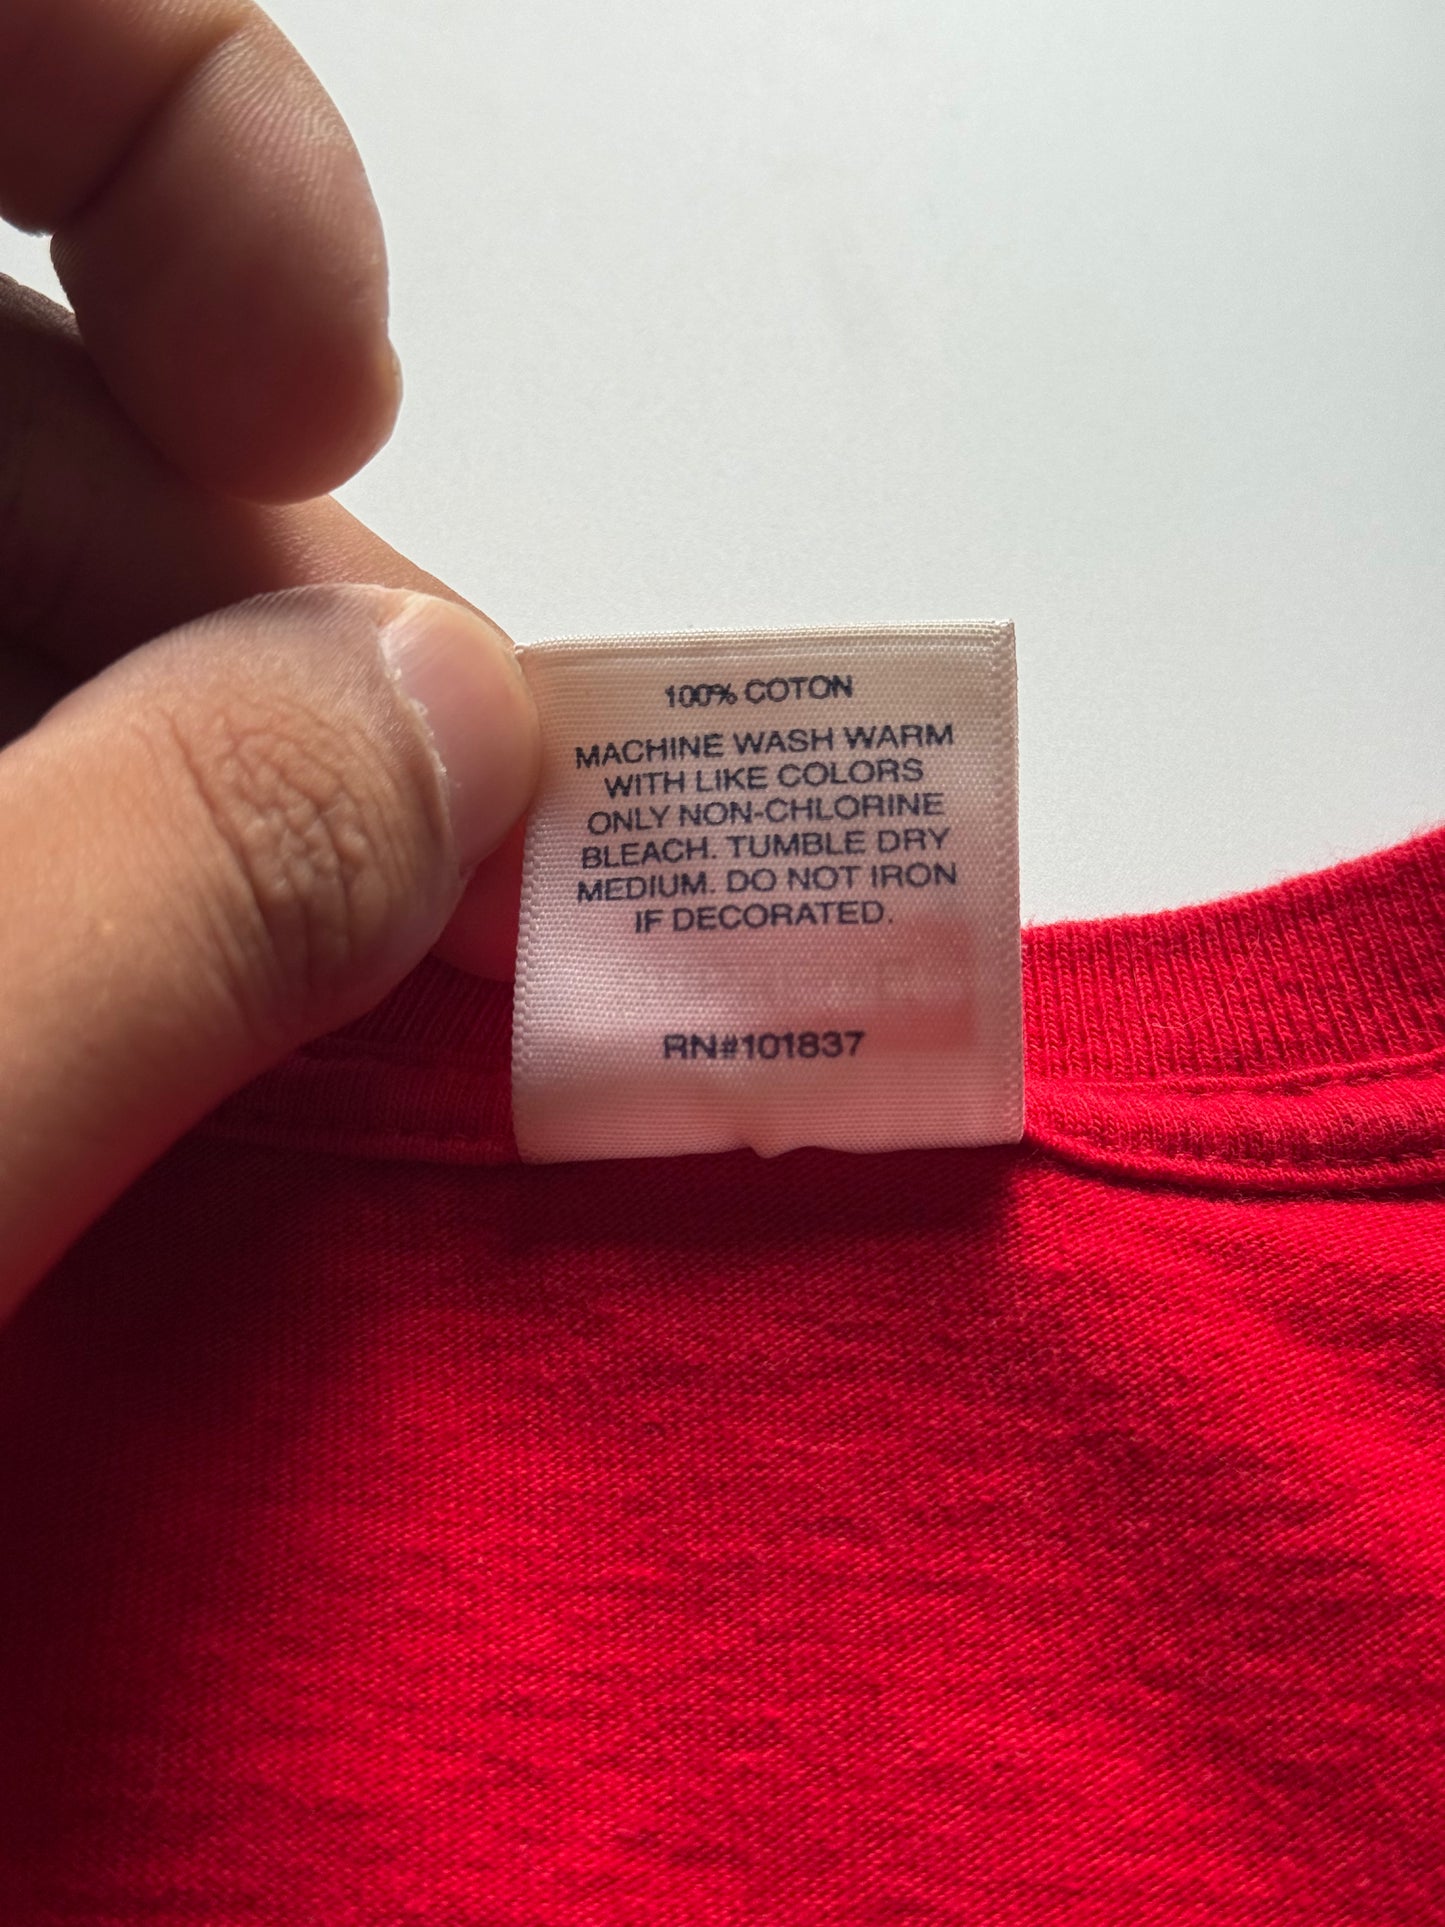 100% COTON
MACHINE WASH WARM
WITH LIKE COLORS
ONLY NON-CHLORINE
BLEACH. TUMBLE DRY
MEDIUM. DO NOT IRON
IF DECORATED.
RN#101837